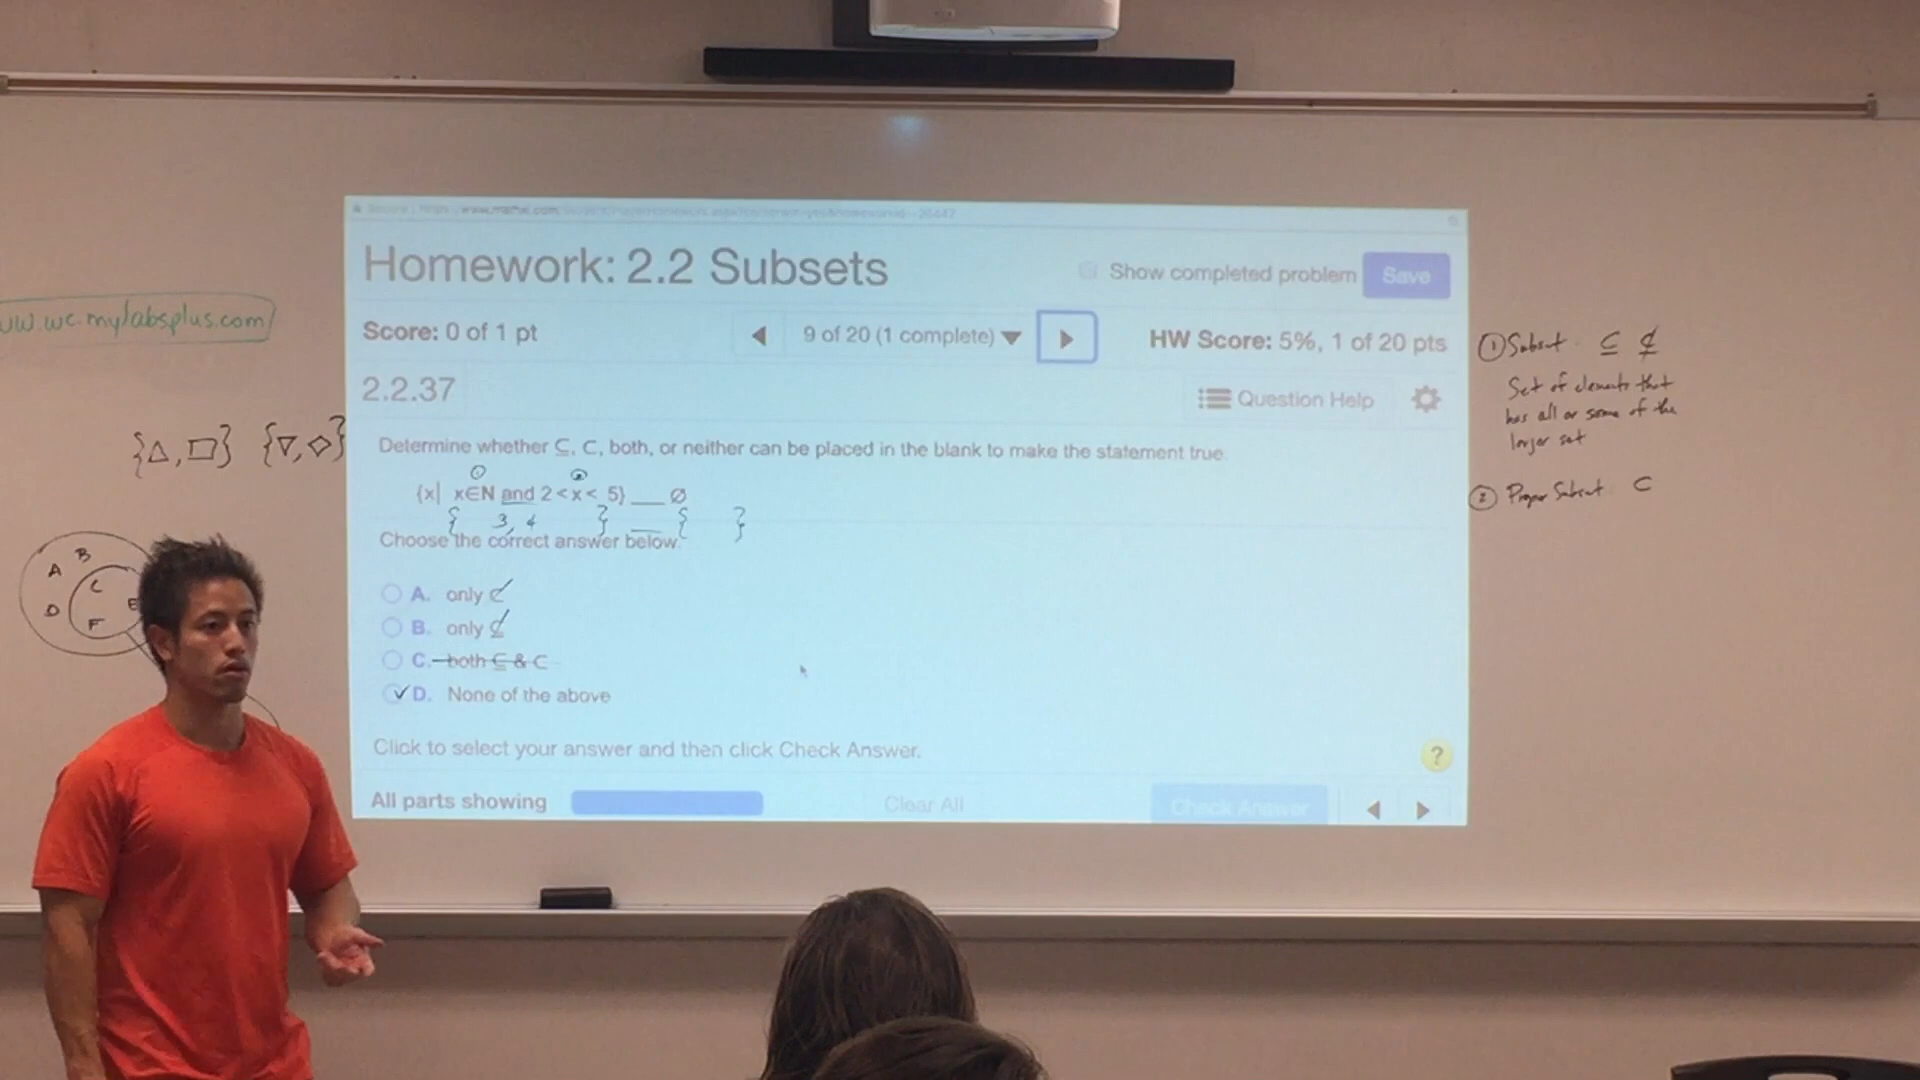 Homework: 2.2 Subsets
Show completed problem
Save
Score: 0 of 1 pt
9 of 20 (1 complete)
HW Score: 5%, 1 of 20 pts
2.2.37
Question Help
Determine whether ⊆, ⊂, both, or neither can be placed in the blank to make the statement true.
① ②
{x| x∈N and 2 < x < 5} ___ ∅
{ 3, 4 } __ { }
Choose the correct answer below.
A. only ⊂
B. only ⊆
C. both ⊆ & ⊂
✓ D. None of the above
Click to select your answer and then click Check Answer.
?
All parts showing
Clear All
Check Answer
wc.mylabsplus.com
{△, □} {▽, ◇}
A B
C
D E
F
① Subset ⊆ ⊄
Set of elements that
has all or some of the
larger set
② Proper Subset ⊂